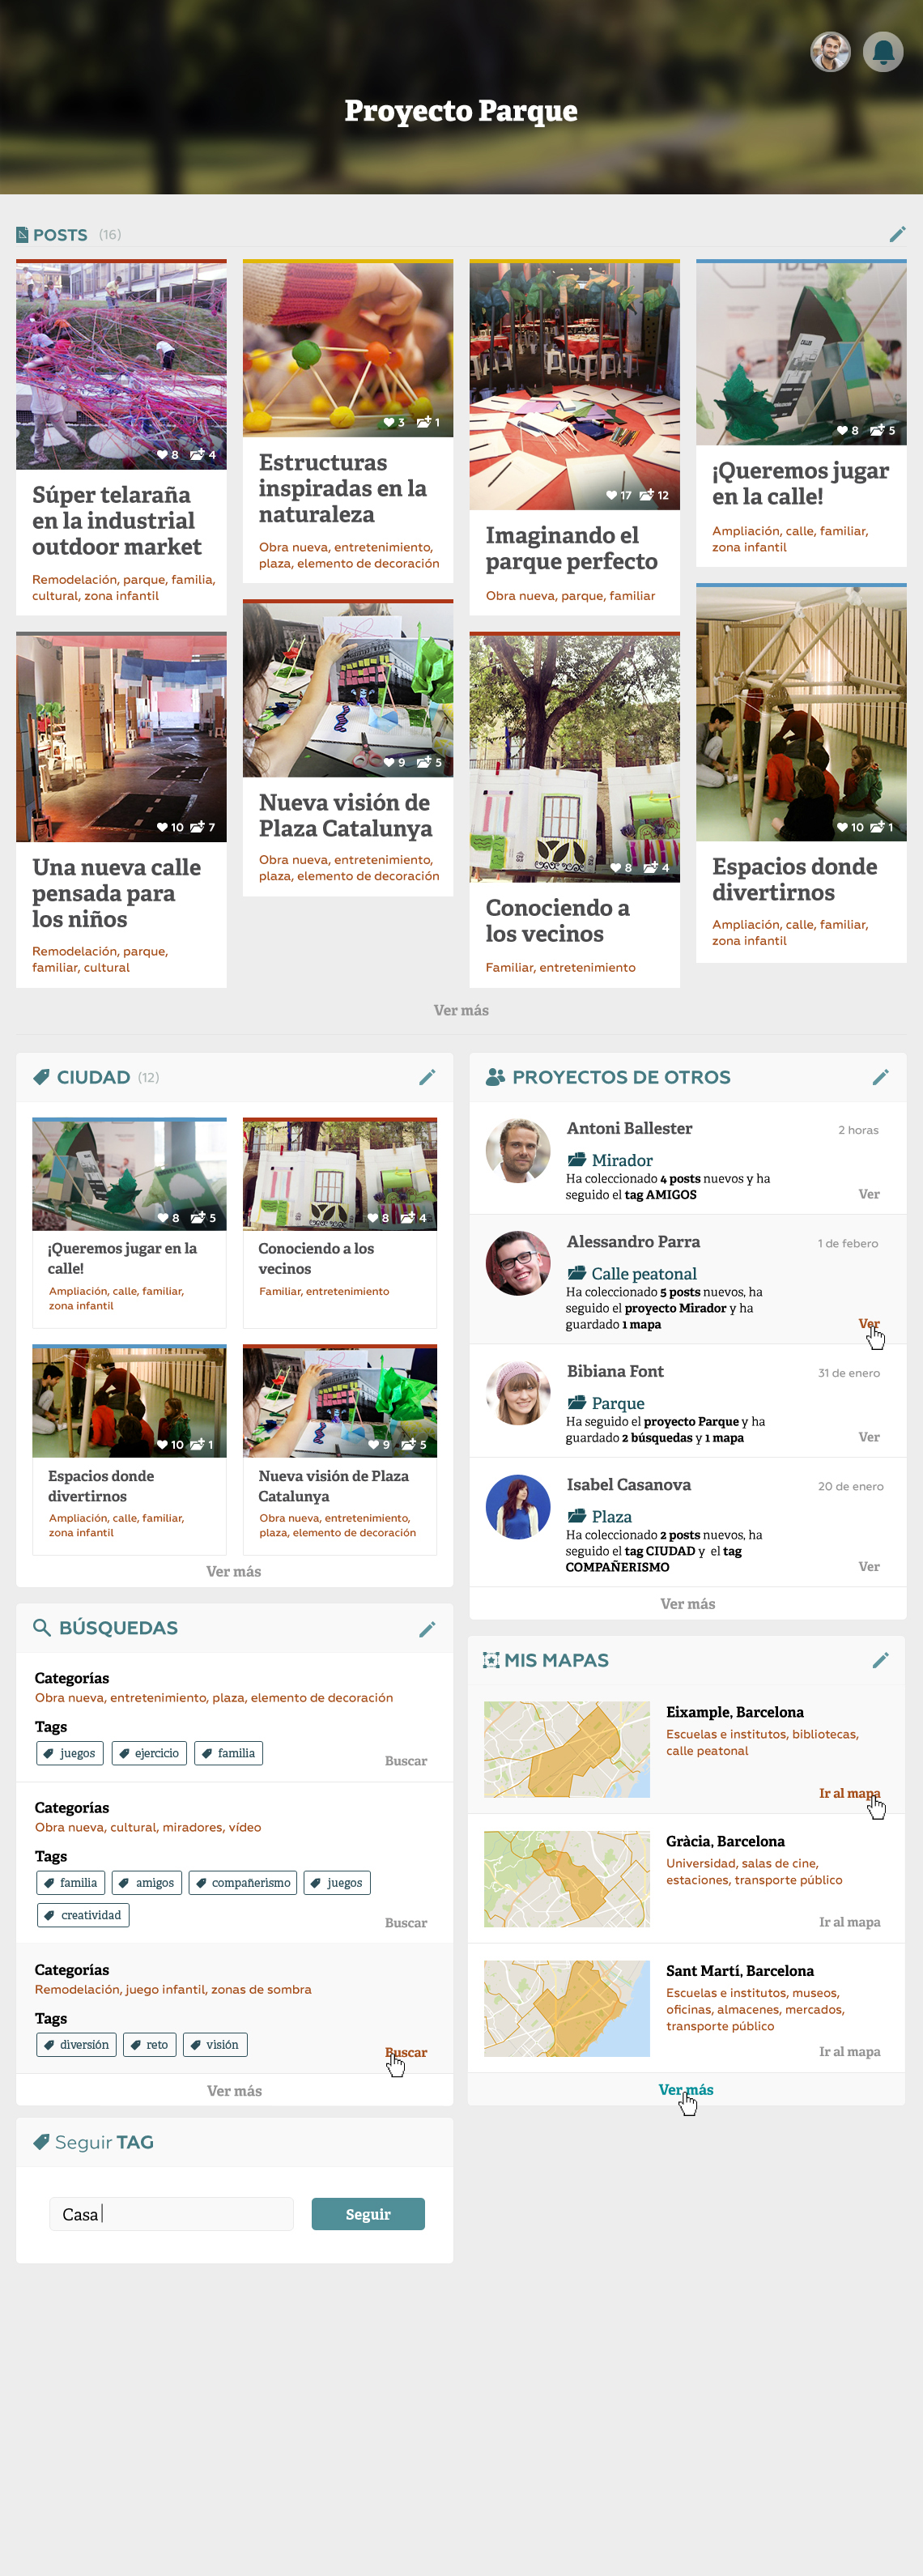 Proyecto Parque
POSTS (16)
8 4
Súper telaraña
en la industrial
outdoor market
Remodelación, parque, familia,
cultural, zona infantil
3 1
Estructuras
inspiradas en la
naturaleza
Obra nueva, entretenimiento,
plaza, elemento de decoración
17 12
Imaginando el
parque perfecto
Obra nueva, parque, familiar
8 5
¡Queremos jugar
en la calle!
Ampliación, calle, familiar,
zona infantil
10 7
Una nueva calle
pensada para
los niños
Remodelación, parque,
familiar, cultural
9 5
Nueva visión de
Plaza Catalunya
Obra nueva, entretenimiento,
plaza, elemento de decoración
8 4
Conociendo a
los vecinos
Familiar, entretenimiento
10 1
Espacios donde
divertirnos
Ampliación, calle, familiar,
zona infantil
Ver más
CIUDAD (12)
8 5
¡Queremos jugar en la
calle!
Ampliación, calle, familiar,
zona infantil
8 4
Conociendo a los
vecinos
Familiar, entretenimiento
10 1
Espacios donde
divertirnos
Ampliación, calle, familiar,
zona infantil
9 5
Nueva visión de Plaza
Catalunya
Obra nueva, entretenimiento,
plaza, elemento de decoración
Ver más
PROYECTOS DE OTROS
Antoni Ballester
2 horas
Mirador
Ha coleccionado 4 posts nuevos y ha
seguido el tag AMIGOS
Ver
Alessandro Parra
1 de febero
Calle peatonal
Ha coleccionado 5 posts nuevos, ha
seguido el proyecto Mirador y ha
guardado 1 mapa
Ver
Bibiana Font
31 de enero
Parque
Ha seguido el proyecto Parque y ha
guardado 2 búsquedas y 1 mapa
Ver
Isabel Casanova
20 de enero
Plaza
Ha coleccionado 2 posts nuevos, ha
seguido el tag CIUDAD y el tag
COMPAÑERISMO
Ver
Ver más
BÚSQUEDAS
Categorías
Obra nueva, entretenimiento, plaza, elemento de decoración
Tags
juegos ejercicio familia
Buscar
Categorías
Obra nueva, cultural, miradores, vídeo
Tags
familia amigos compañerismo juegos
creatividad
Buscar
Categorías
Remodelación, juego infantil, zonas de sombra
Tags
diversión reto visión
Buscar
Ver más
MIS MAPAS
Eixample, Barcelona
Escuelas e institutos, bibliotecas,
calle peatonal
Ir al mapa
Gràcia, Barcelona
Universidad, salas de cine,
estaciones, transporte público
Ir al mapa
Sant Martí, Barcelona
Escuelas e institutos, museos,
oficinas, almacenes, mercados,
transporte público
Ir al mapa
Ver más
Seguir TAG
Casa
Seguir